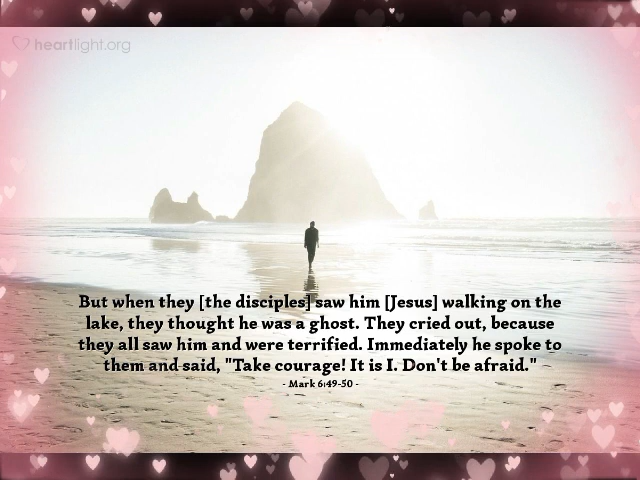 heartlight.org
But when they [the disciples] saw him [Jesus] walking on the
lake, they thought he was a ghost. They cried out, because
they all saw him and were terrified. Immediately he spoke to
them and said, "Take courage! It is I. Don't be afraid."
- Mark 6:49-50 -